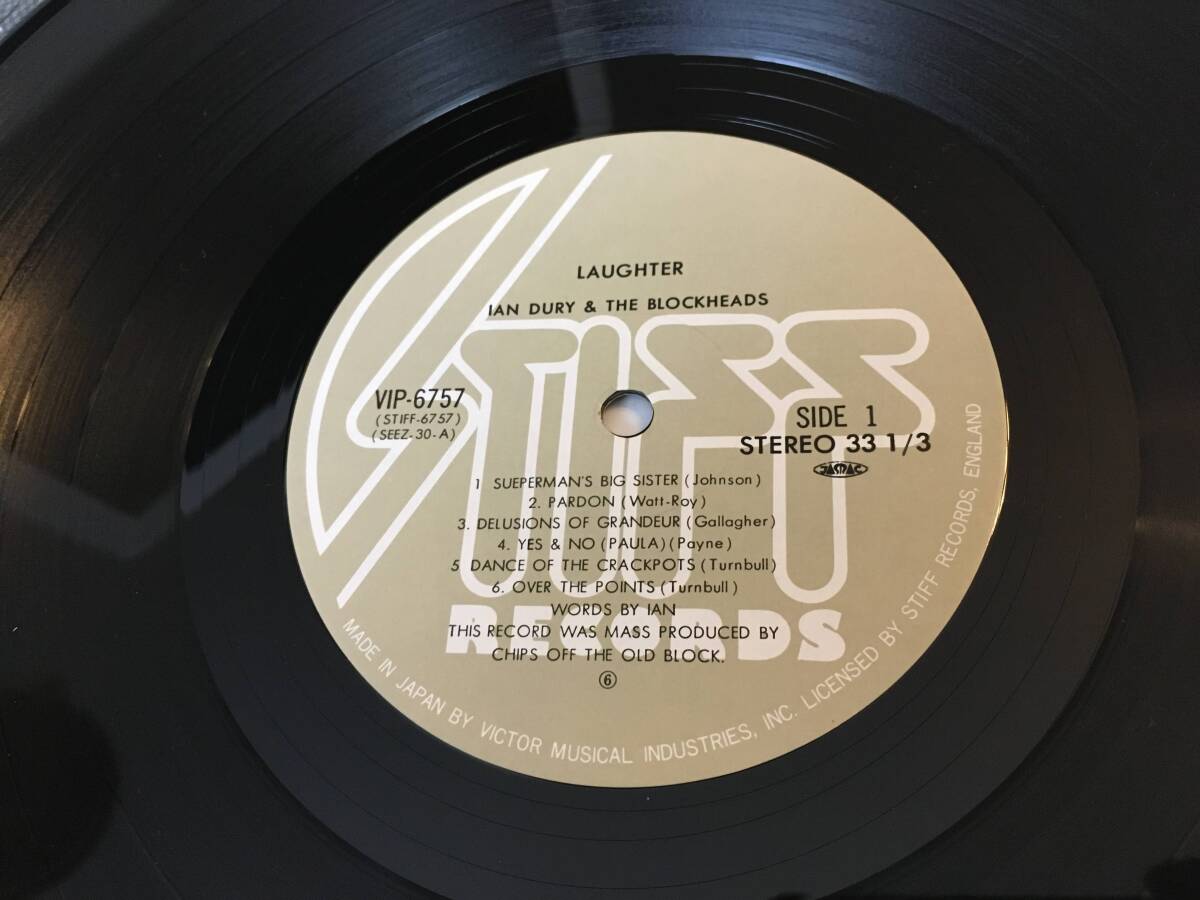 LAUGHTER
IAN DURY & THE BLOCKHEADS
STIFF
RECORDS
VIP-6757
(STIFF-6757)
(SEEZ-30-A)
SIDE 1
STEREO 33 1/3
JASRAC
1 SUEPERMAN'S BIG SISTER (Johnson)
2. PARDON (Watt-Roy)
3. DELUSIONS OF GRANDEUR (Gallagher)
4. YES & NO (PAULA) (Payne)
5 DANCE OF THE CRACKPOTS (Turnbull)
6. OVER THE POINTS (Turnbull)
WORDS BY IAN
THIS RECORD WAS MASS PRODUCED BY
CHIPS OFF THE OLD BLOCK.
⑥
MADE IN JAPAN BY VICTOR MUSICAL INDUSTRIES, INC. LICENSED BY STIFF RECORDS, ENGLAND